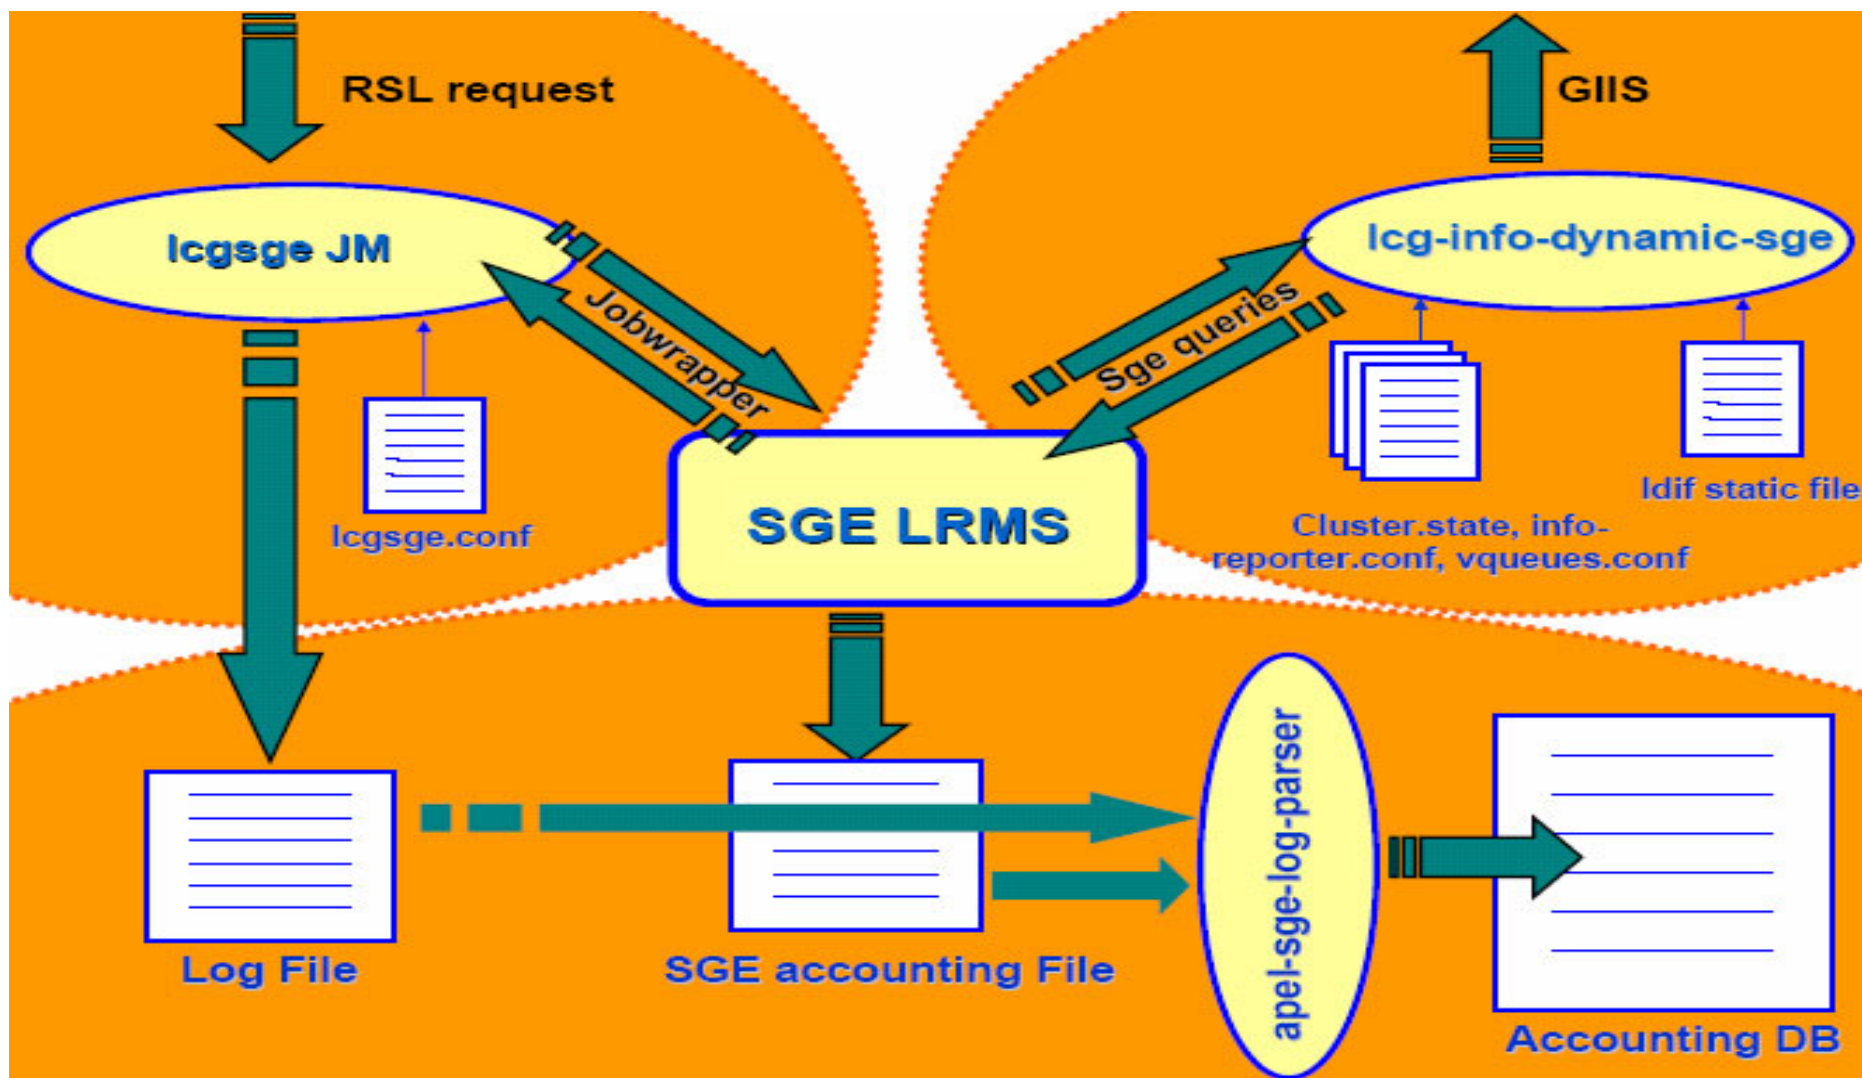 RSL request
GIIS
lcgsge JM
lcg-info-dynamic-sge
Jobwrapper
Sge queries
lcgsge.conf
SGE LRMS
ldif static file
Cluster.state, info-
reporter.conf, vqueues.conf
apel-sge-log-parser
Log File
SGE accounting File
Accounting DB